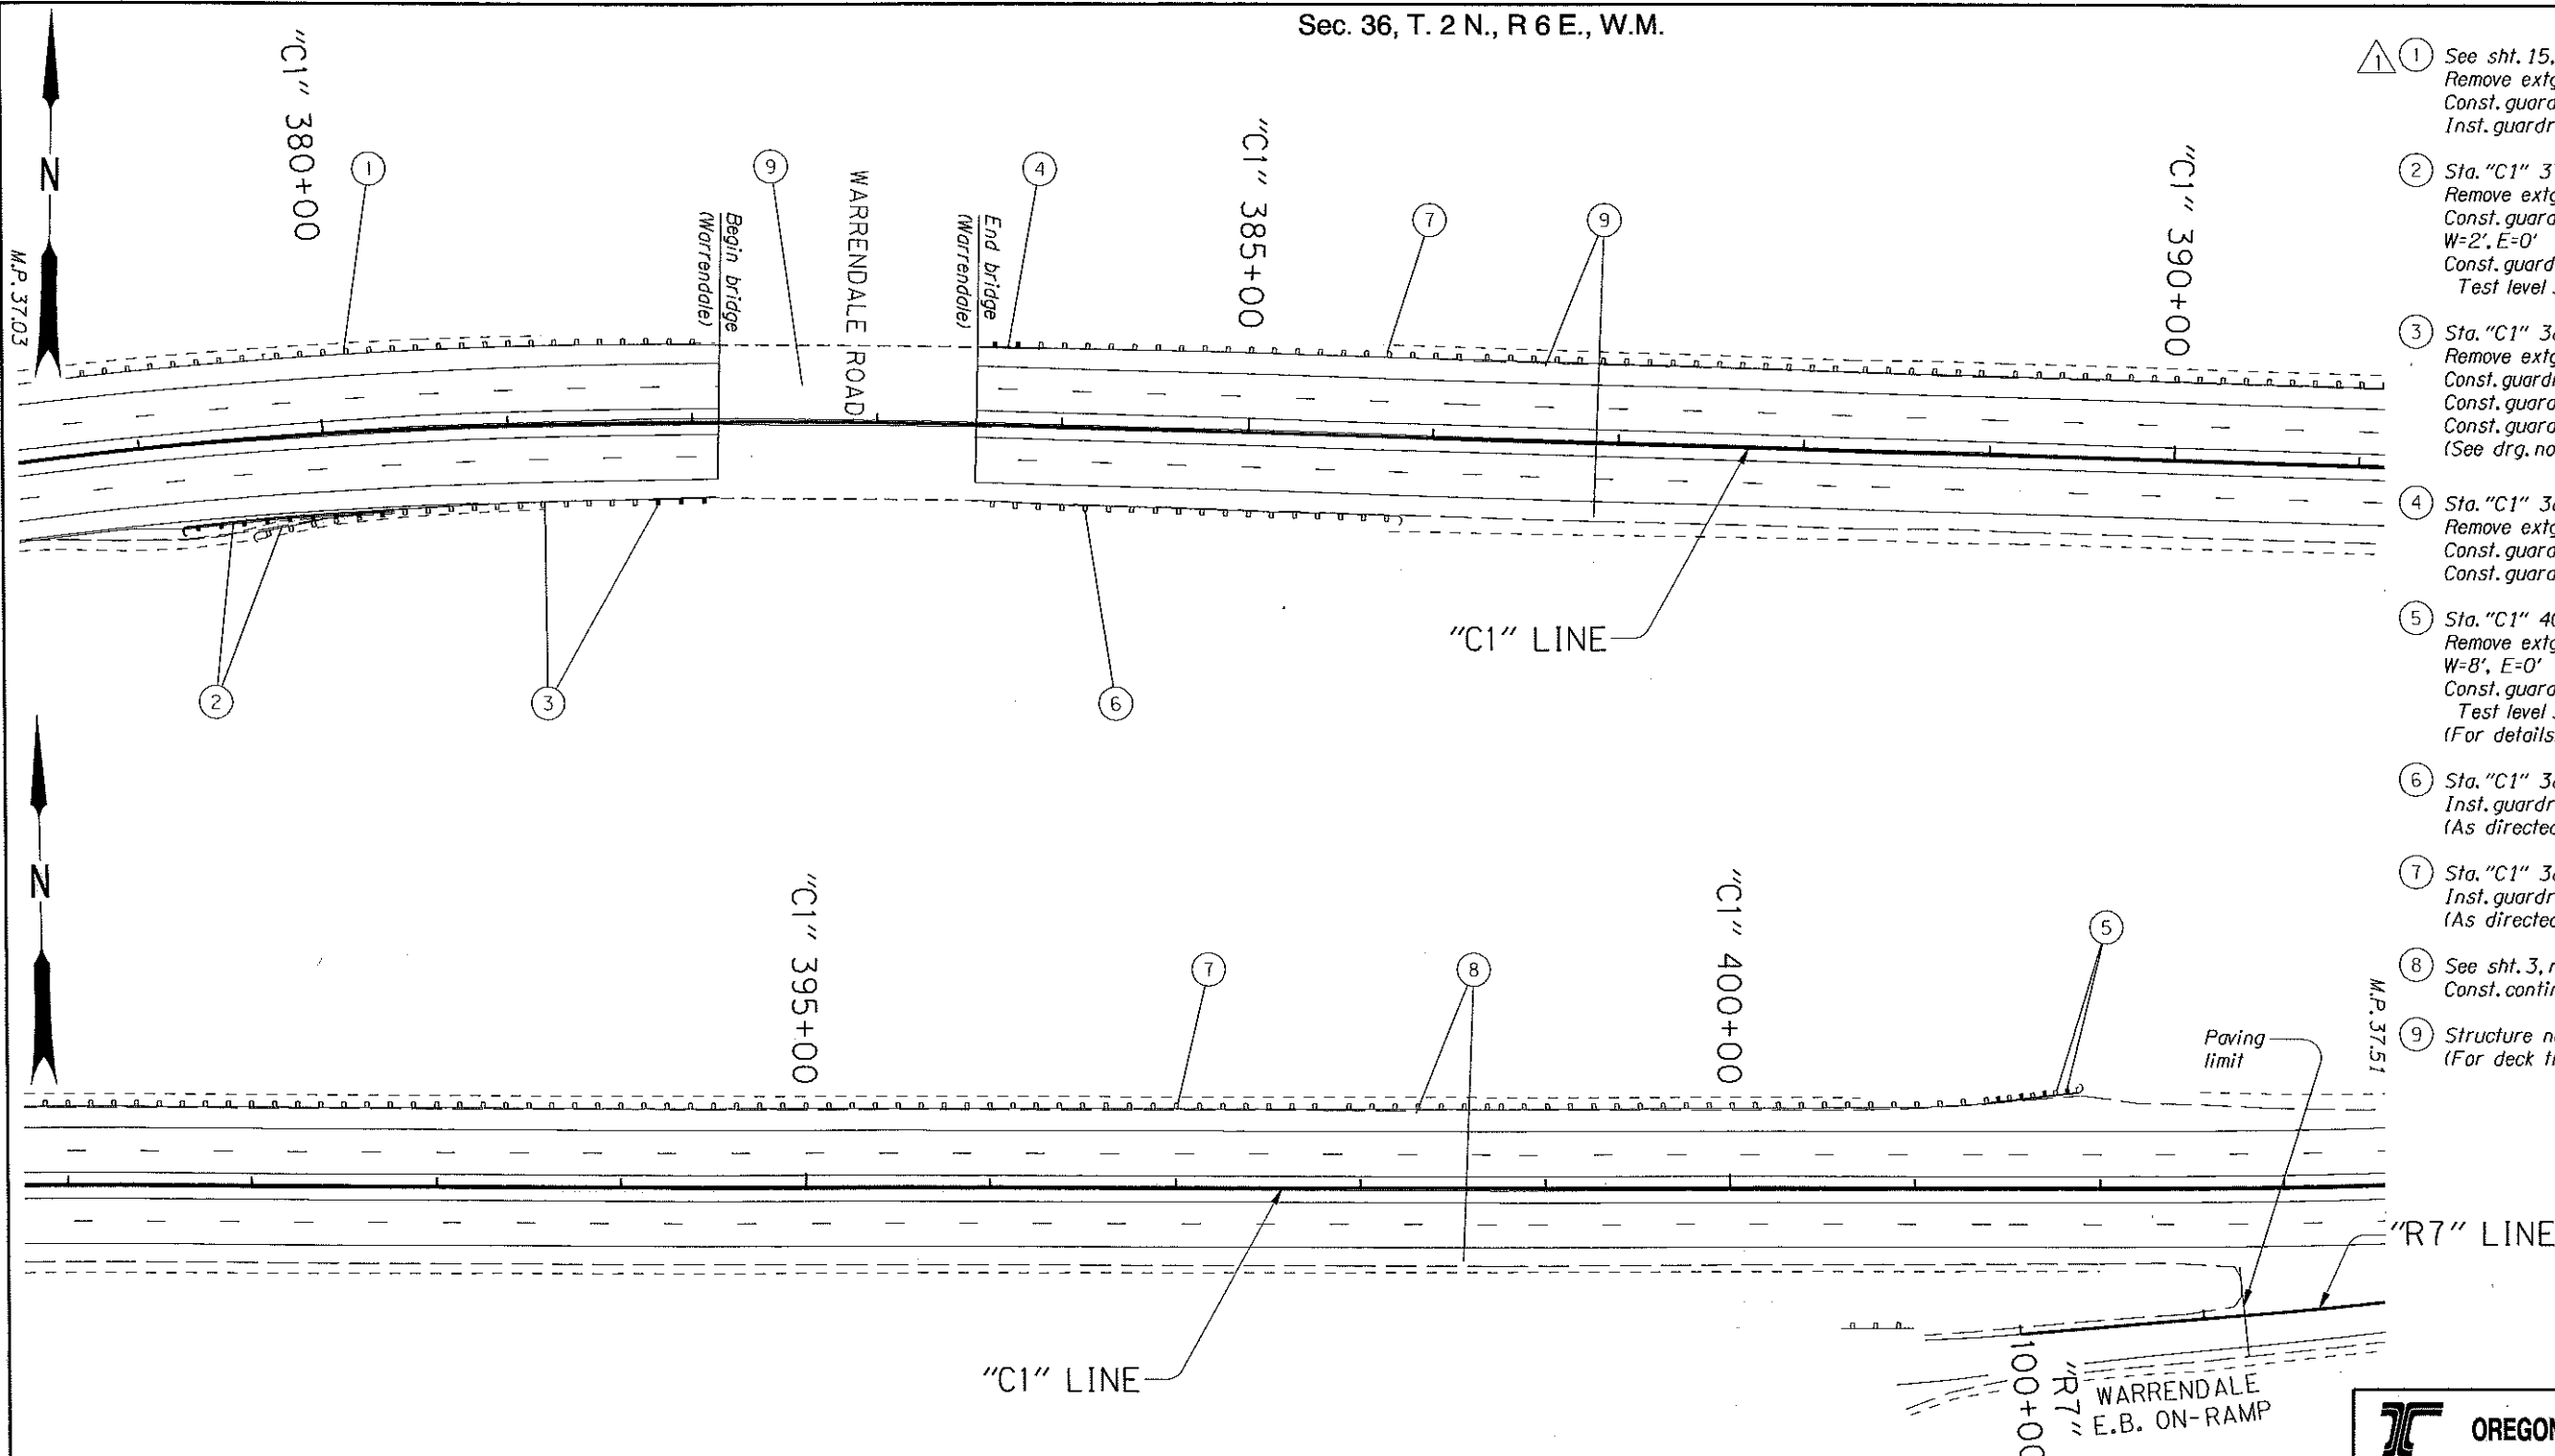 Sec. 36, T. 2 N., R 6 E., W.M.
"C1" 380+00
"C1" 385+00
"C1" 390+00
N
M.P. 37.03
1
9
WARRENDALE ROAD
4
7
9
Begin bridge
(Warrendale)
End bridge
(Warrendale)
"C1" LINE
2
3
6
N
"C1" 395+00
"C1" 400+00
7
8
5
M.P. 37.51
Paving
limit
"R7" LINE
"C1" LINE
"R7"
100+00
WARRENDALE
E.B. ON-RAMP
1
1 See sht. 15,
Remove extg
Const. guard
Inst. guardr
2 Sta. "C1" 3
Remove extg
Const. guard
W=2', E=0'
Const. guard
Test level
3 Sta. "C1" 38
Remove extg
Const. guardr
Const. guard
Const. guard
(See drg. no
4 Sta. "C1" 38
Remove extg
Const. guard
Const. guard
5 Sta. "C1" 40
Remove extg
W=8', E=0'
Const. guard
Test level
(For details
6 Sta. "C1" 38
Inst. guardr
(As directed
7 Sta. "C1" 38
Inst. guardr
(As directed
8 See sht. 3,
Const. contin
9 Structure n
(For deck
OREGON